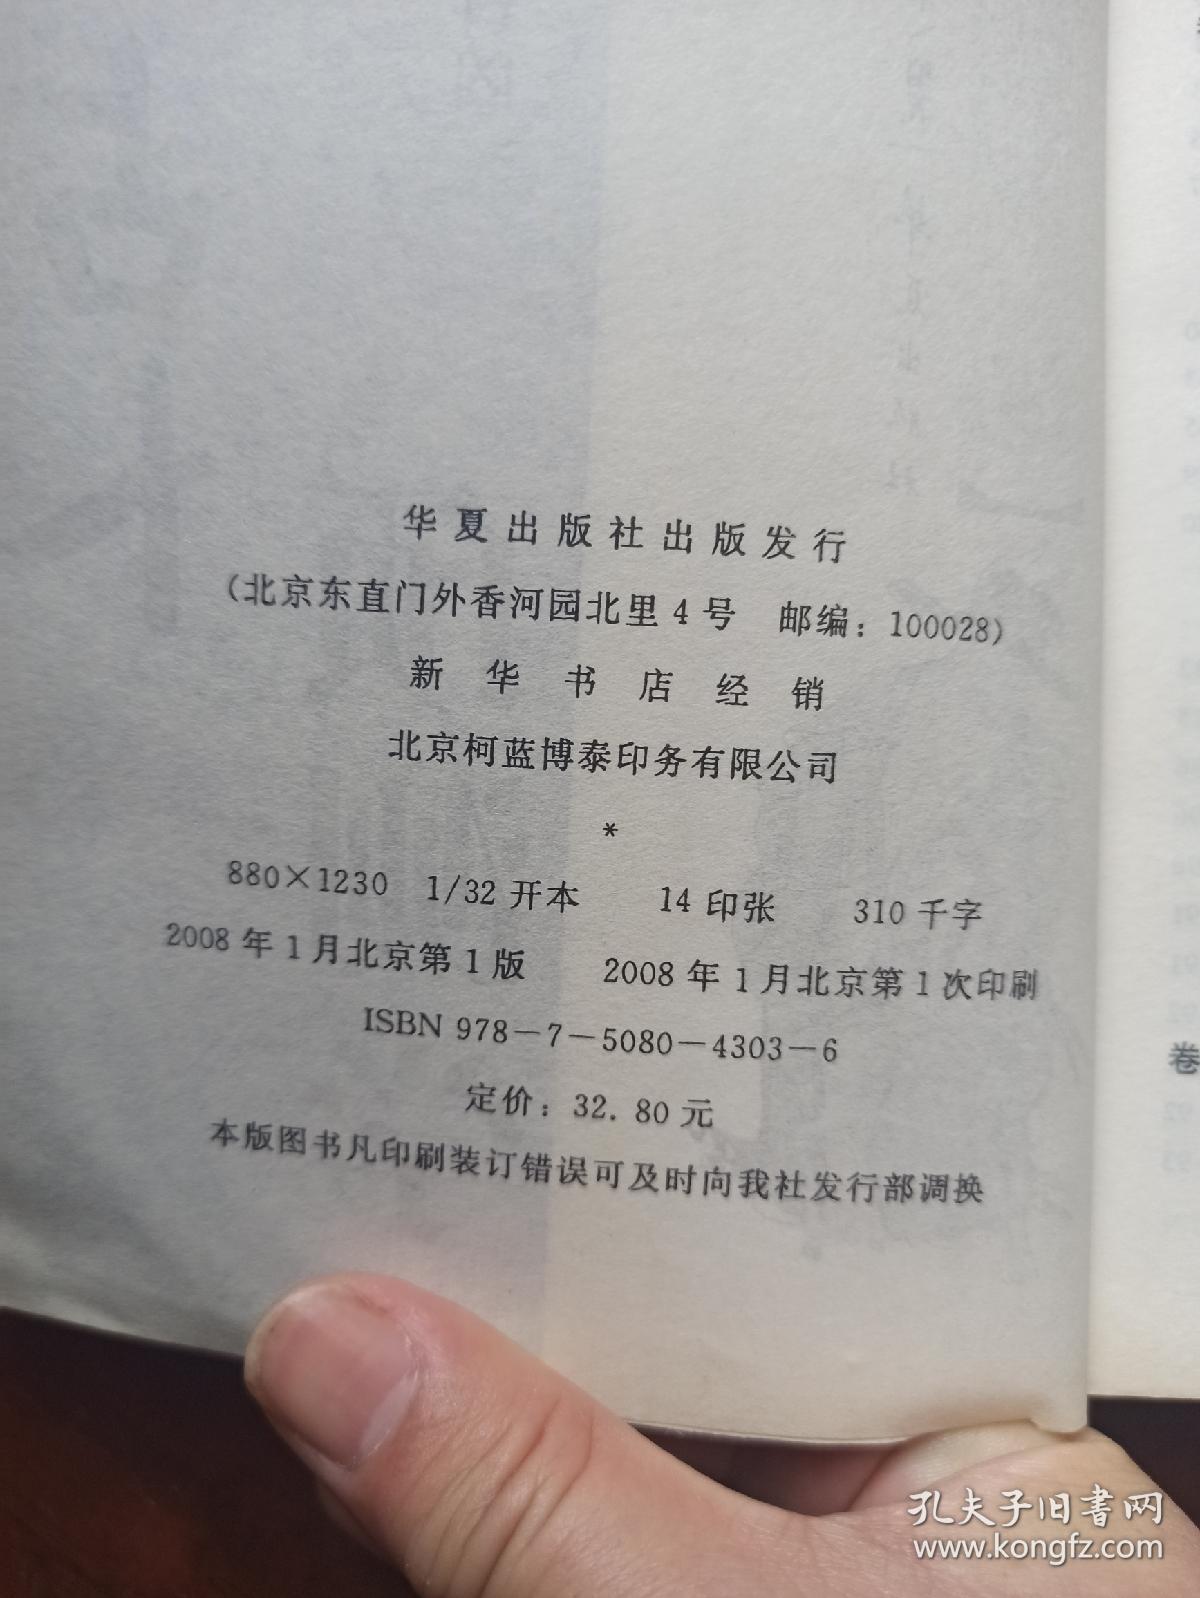 华夏出版社出版发行
(北京东直门外香河园北里4号 邮编：100028)
新华书店经销
北京柯蓝博泰印务有限公司
*
880×1230 1/32开本 14印张 310千字
2008年1月北京第1版 2008年1月北京第1次印刷
ISBN 978-7-5080-4303-6
定价：32.80元
本版图书凡印刷装订错误可及时向我社发行部调换
卷
孔夫子旧书网
www.kongfz.com